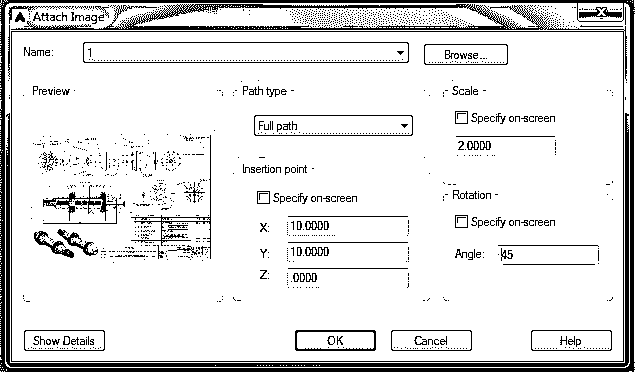 Attach Image
Name: 1 Browse...
Preview
Path type
Full path
Scale
Specify on-screen
2.0000
Insertion point
Specify on-screen
X: 10.0000
Y: 10.0000
Z: .0000
Rotation
Specify on-screen
Angle: 45
Show Details OK Cancel Help